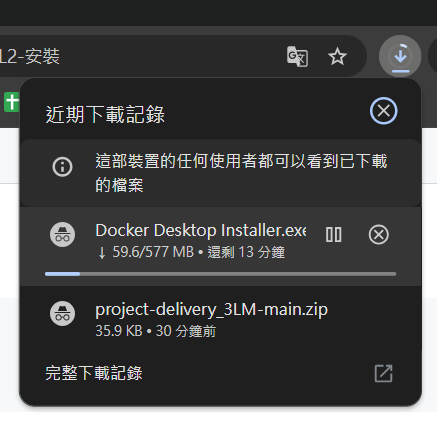 L2-安裝
近期下載記錄
這部裝置的任何使用者都可以看到已下載
的檔案
Docker Desktop Installer.exe
↓ 59.6/577 MB • 還剩 13 分鐘
project-delivery_3LM-main.zip
35.9 KB • 30 分鐘前
完整下載記錄